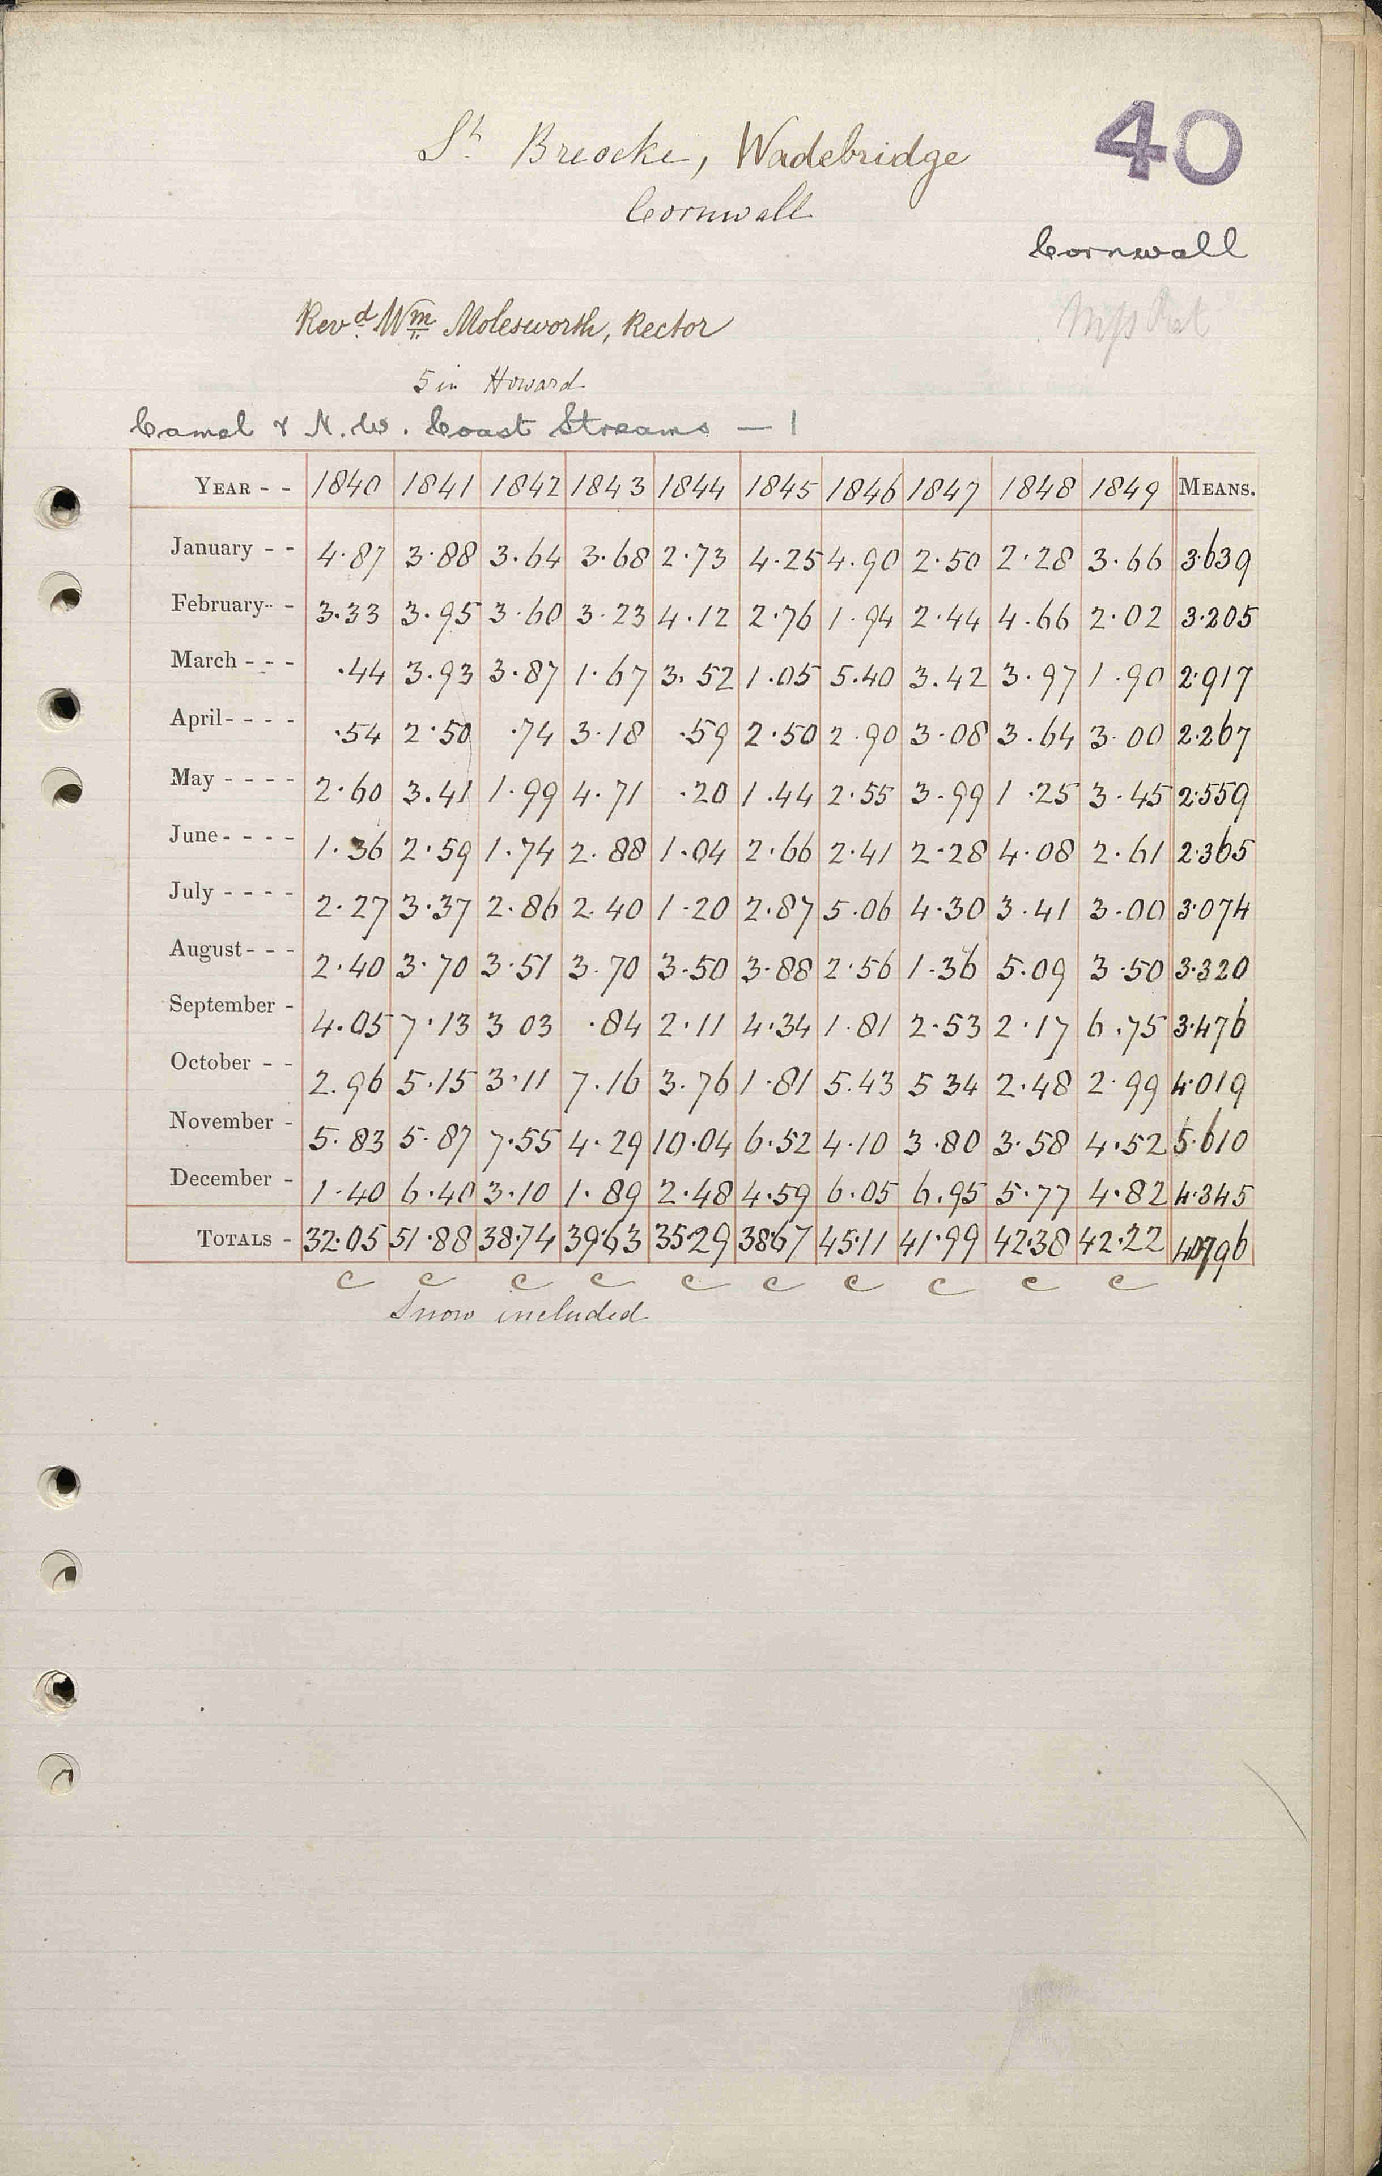 40
St. Breocke, Wadebridge
Cornwall
Cornwall
Revd. Wm Molesworth, Rector
5 in Howard
Camel & N.W. Coast Streams — 1
YEAR - - 1840 1841 1842 1843 1844 1845 1846 1847 1848 1849 MEANS.
January - - 4.87 3.88 3.64 3.68 2.73 4.25 4.90 2.50 2.28 3.66 3.639
February - - 3.33 3.95 3.60 3.23 4.12 2.76 1.94 2.44 4.66 2.02 3.205
March - - - .44 3.93 3.87 1.67 3.52 1.05 5.40 3.42 3.97 1.90 2.917
April - - - - .54 2.50 .74 3.18 .59 2.50 2.90 3.08 3.64 3.00 2.267
May - - - - 2.60 3.41 1.99 4.71 .20 1.44 2.55 3.99 1.25 3.45 2.559
June - - - - 1.36 2.59 1.74 2.88 1.04 2.66 2.41 2.28 4.08 2.61 2.365
July - - - - 2.27 3.37 2.86 2.40 1.20 2.87 5.06 4.30 3.41 3.00 3.074
August - - - 2.40 3.70 3.51 3.70 3.50 3.88 2.56 1.36 5.09 3.50 3.320
September - 4.05 7.13 3 03 .84 2.11 4.34 1.81 2.53 2.17 6.75 3.476
October - - 2.96 5.15 3.11 7.16 3.76 1.81 5.43 5 34 2.48 2.99 4.019
November - 5.83 5.87 7.55 4.29 10.04 6.52 4.10 3.80 3.58 4.52 5.610
December - 1.40 6.40 3.10 1.89 2.48 4.59 6.05 6.95 5.77 4.82 4.345
TOTALS - 32.05 51.88 38.74 39.63 35.29 38.67 45.11 41.99 42.38 42.22 40.796
c c c c c c c c c c
Snow included